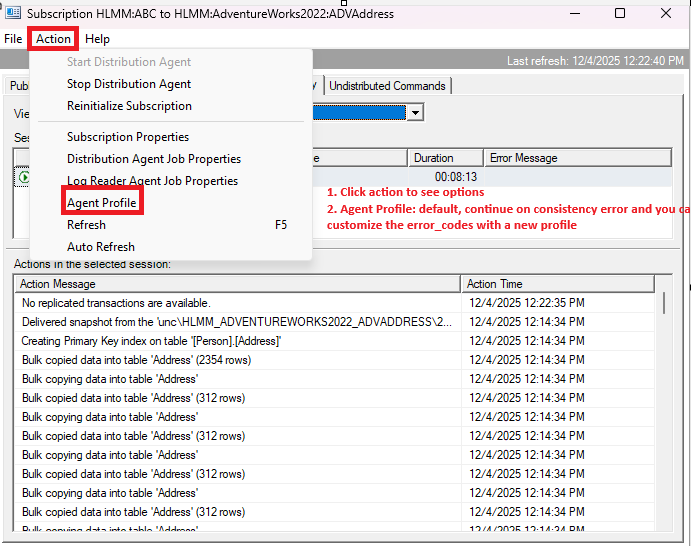 Subscription HLMM:ABC to HLMM:AdventureWorks2022:ADVAddress
File Action Help
Last refresh: 12/4/2025 12:22:40 PM
Start Distribution Agent
Stop Distribution Agent
Reinitialize Subscription
Subscription Properties
Distribution Agent Job Properties
Log Reader Agent Job Properties
Agent Profile
Refresh F5
Auto Refresh
Undistributed Commands
Duration Error Message
00:08:13
1. Click action to see options
2. Agent Profile: default, continue on consistency error and you ca
customize the error_codes with a new profile
Actions in the selected session:
Action Message Action Time
No replicated transactions are available. 12/4/2025 12:22:35 PM
Delivered snapshot from the 'unc\HLMM_ADVENTUREWORKS2022_ADVADDRESS\2... 12/4/2025 12:14:34 PM
Creating Primary Key index on table '[Person].[Address]' 12/4/2025 12:14:34 PM
Bulk copied data into table 'Address' (2354 rows) 12/4/2025 12:14:34 PM
Bulk copying data into table 'Address' 12/4/2025 12:14:34 PM
Bulk copied data into table 'Address' (312 rows) 12/4/2025 12:14:34 PM
Bulk copying data into table 'Address' 12/4/2025 12:14:34 PM
Bulk copied data into table 'Address' (312 rows) 12/4/2025 12:14:34 PM
Bulk copying data into table 'Address' 12/4/2025 12:14:34 PM
Bulk copied data into table 'Address' (312 rows) 12/4/2025 12:14:34 PM
Bulk copying data into table 'Address' 12/4/2025 12:14:34 PM
Bulk copied data into table 'Address' (312 rows) 12/4/2025 12:14:34 PM
Bulk copying data into table 'Address' 12/4/2025 12:14:34 PM